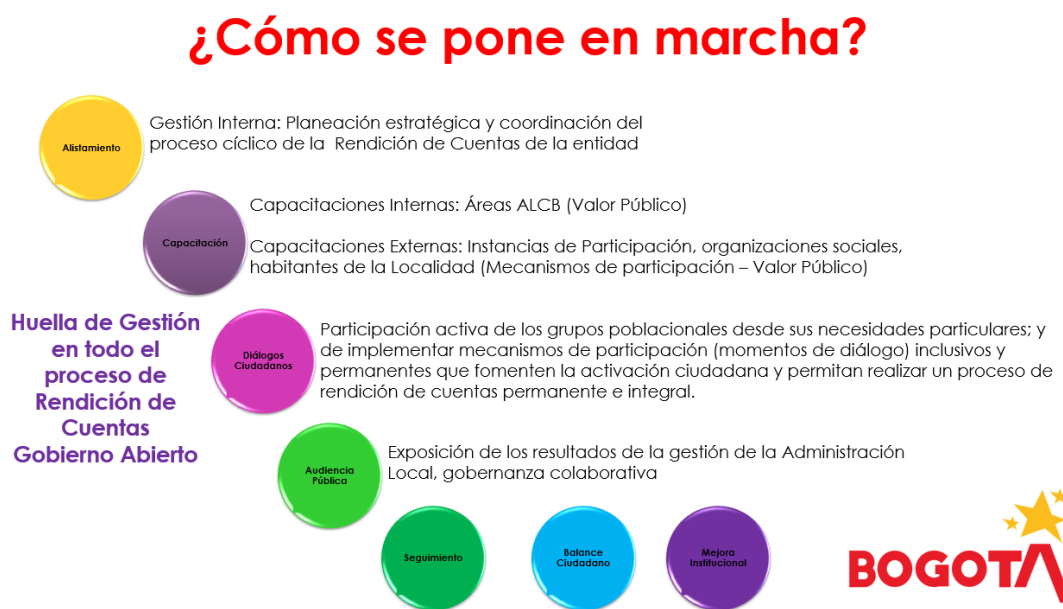 ¿Cómo se pone en marcha?
Alistamiento
Gestión Interna: Planeación estratégica y coordinación del
proceso cíclico de la Rendición de Cuentas de la entidad
Capacitación
Capacitaciones Internas: Áreas ALCB (Valor Público)
Capacitaciones Externas: Instancias de Participación, organizaciones sociales,
habitantes de la Localidad (Mecanismos de participación – Valor Público)
Huella de Gestión
en todo el
proceso de
Rendición de
Cuentas
Gobierno Abierto
Diálogos
Ciudadanos
Participación activa de los grupos poblacionales desde sus necesidades particulares; y
de implementar mecanismos de participación (momentos de diálogo) inclusivos y
permanentes que fomenten la activación ciudadana y permitan realizar un proceso de
rendición de cuentas permanente e integral.
Audiencia
Pública
Exposición de los resultados de la gestión de la Administración
Local, gobernanza colaborativa
Seguimiento
Balance
Ciudadano
Mejora
Institucional
BOGOTÁ